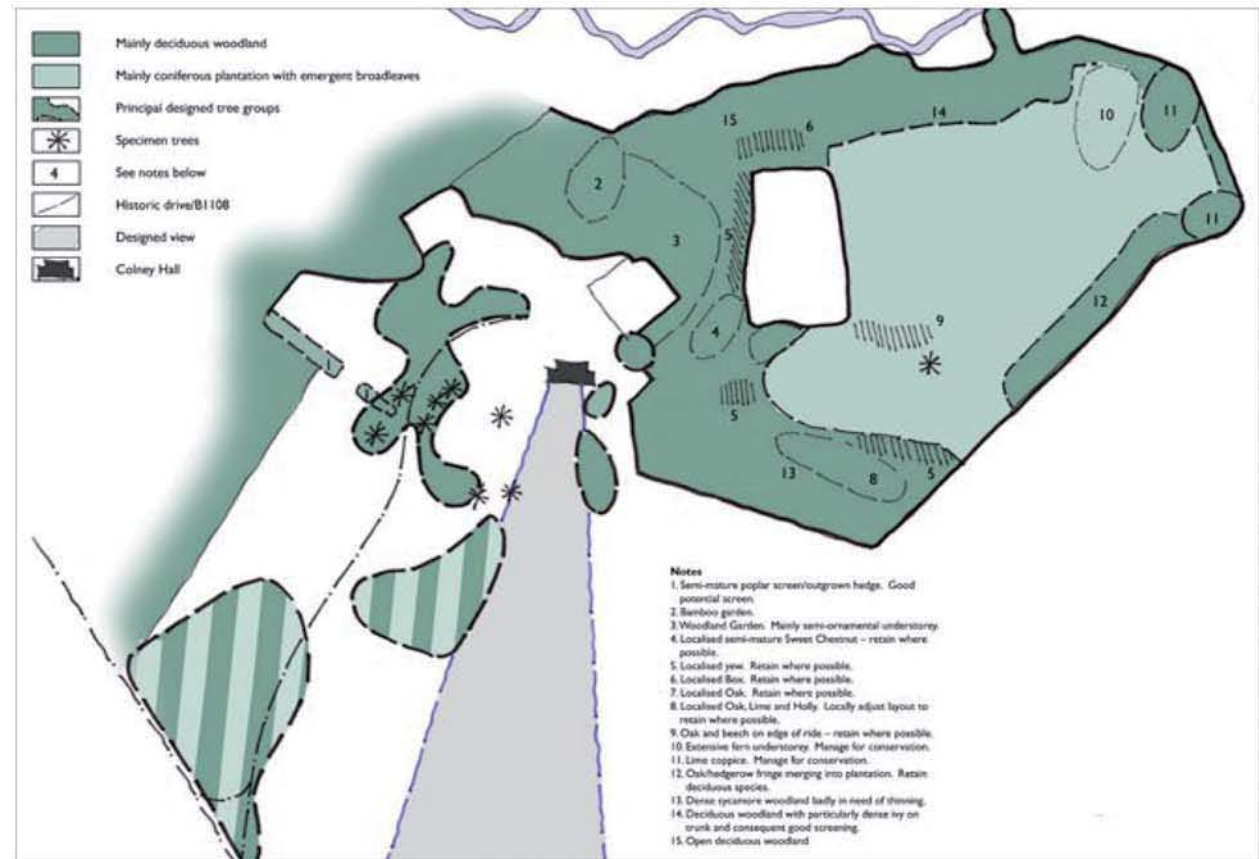 Mainly deciduous woodland
Mainly coniferous plantation with emergent broadleaves
Principal designed tree groups
Specimen trees
4 See notes below
Historic drive/B1108
Designed view
Colney Hall
15
6
14
10
11
2
3
5
11
4
9
12
1
1
5
13
8
5
Notes
1. Semi-mature poplar screen/outgrown hedge. Good
potential screen.
2. Bamboo garden.
3. Woodland Garden. Mainly semi-ornamental understorey.
4. Localised semi-mature Sweet Chestnut – retain where
possible.
5. Localised yew. Retain where possible.
6. Localised Box. Retain where possible.
7. Localised Oak. Retain where possible.
8. Localised Oak, Lime and Holly. Locally adjust layout to
retain where possible.
9. Oak and beech on edge of ride – retain where possible.
10. Extensive fern understorey. Manage for conservation.
11. Lime coppice. Manage for conservation.
12. Oak/hedgerow fringe merging into plantation. Retain
deciduous species.
13. Dense sycamore woodland badly in need of thinning.
14. Deciduous woodland with particularly dense ivy on
trunk and consequent good screening.
15. Open deciduous woodland